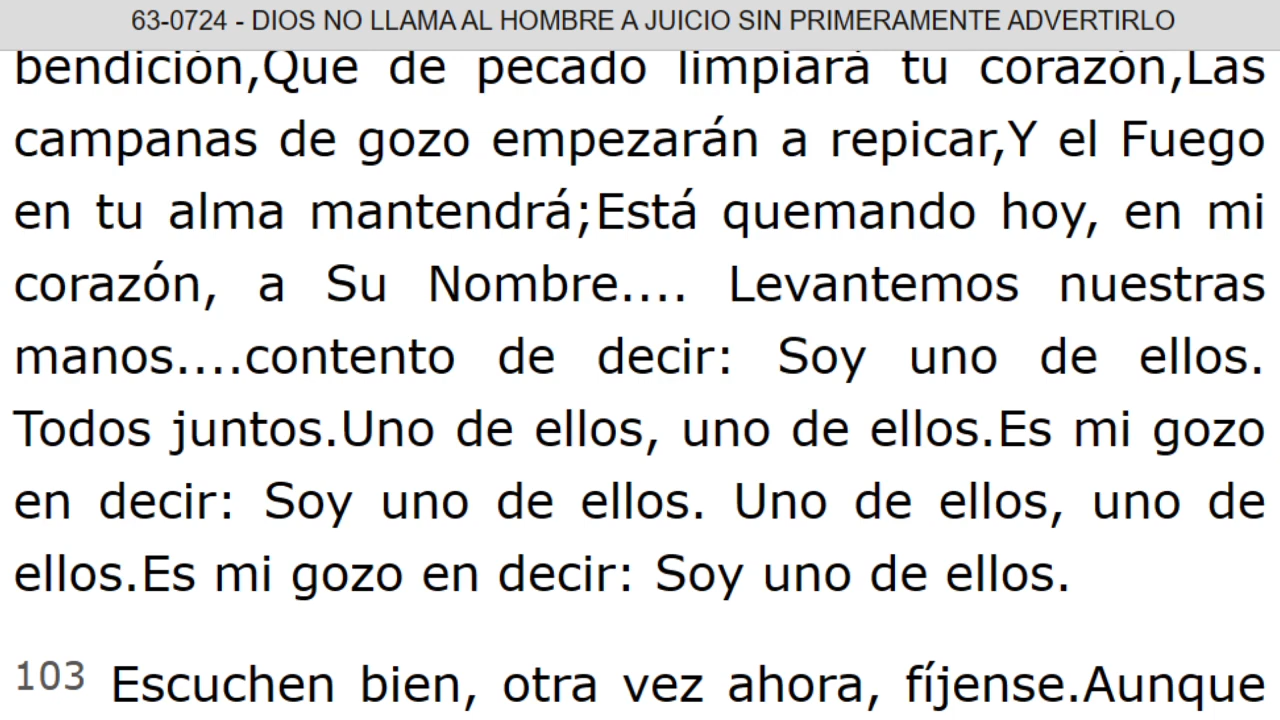 63-0724 - DIOS NO LLAMA AL HOMBRE A JUICIO SIN PRIMERAMENTE ADVERTIRLO
bendición,Que de pecado limpiará tu corazón,Las
campanas de gozo empezarán a repicar,Y el Fuego
en tu alma mantendrá;Está quemando hoy, en mi
corazón, a Su Nombre.... Levantemos nuestras
manos....contento de decir: Soy uno de ellos.
Todos juntos.Uno de ellos, uno de ellos.Es mi gozo
en decir: Soy uno de ellos. Uno de ellos, uno de
ellos.Es mi gozo en decir: Soy uno de ellos.
103 Escuchen bien, otra vez ahora, fíjense.Aunque